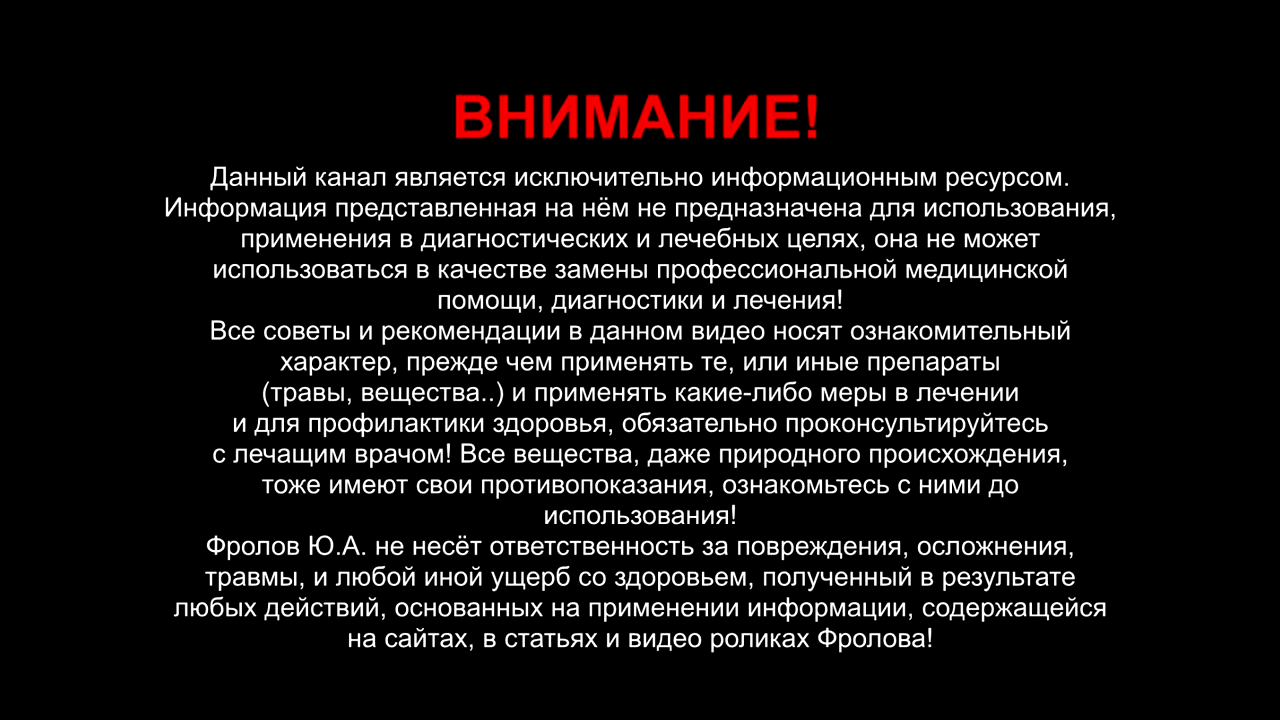 ВНИМАНИЕ!
Данный канал является исключительно информационным ресурсом.
Информация представленная на нём не предназначена для использования,
применения в диагностических и лечебных целях, она не может
использоваться в качестве замены профессиональной медицинской
помощи, диагностики и лечения!
Все советы и рекомендации в данном видео носят ознакомительный
характер, прежде чем применять те, или иные препараты
(травы, вещества..) и применять какие-либо меры в лечении
и для профилактики здоровья, обязательно проконсультируйтесь
с лечащим врачом! Все вещества, даже природного происхождения,
тоже имеют свои противопоказания, ознакомьтесь с ними до
использования!
Фролов Ю.А. не несёт ответственность за повреждения, осложнения,
травмы, и любой иной ущерб со здоровьем, полученный в результате
любых действий, основанных на применении информации, содержащейся
на сайтах, в статьях и видео роликах Фролова!